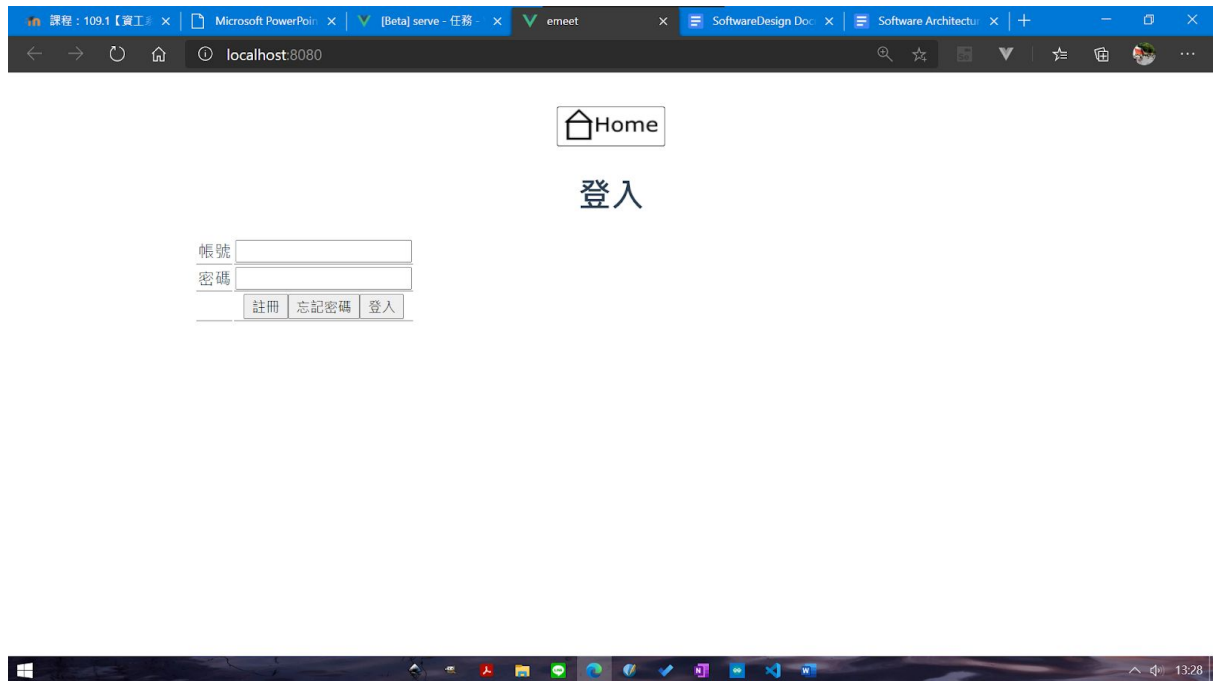 課程：109.1【資工 Microsoft PowerPoin [Beta] serve - 任務 - emeet SoftwareDesign Doc Software Architectur
localhost:8080
Home
登入
帳號
密碼
註冊 忘記密碼 登入
13:28